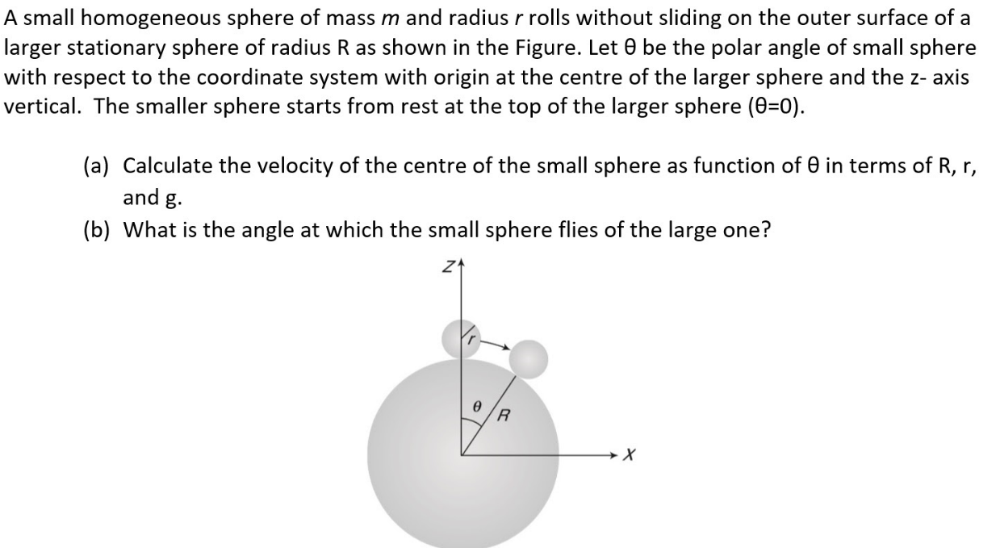 A small homogeneous sphere of mass m and radius r rolls without sliding on the outer surface of a
larger stationary sphere of radius R as shown in the Figure. Let θ be the polar angle of small sphere
with respect to the coordinate system with origin at the centre of the larger sphere and the z- axis
vertical. The smaller sphere starts from rest at the top of the larger sphere (θ=0).
(a) Calculate the velocity of the centre of the small sphere as function of θ in terms of R, r,
and g.
(b) What is the angle at which the small sphere flies of the large one?
Z
r
θ
R
X